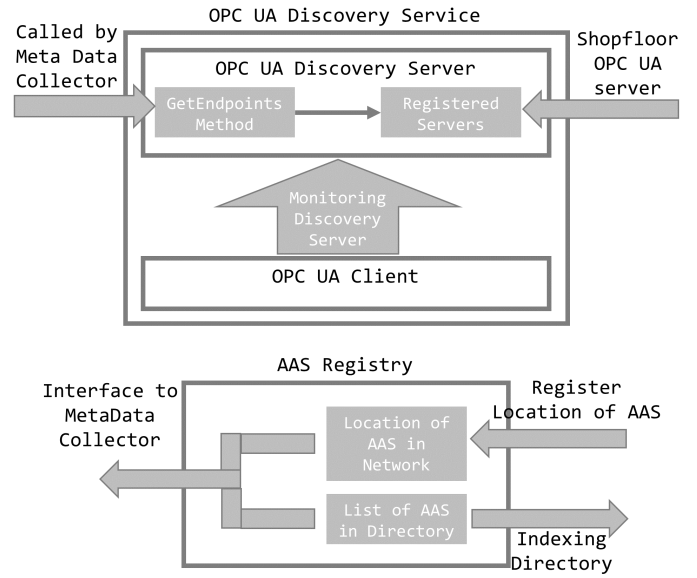 OPC UA Discovery Service
Called by
Meta Data
Collector
Shopfloor
OPC UA
server
OPC UA Discovery Server
GetEndpoints
Method
Registered
Servers
Monitoring
Discovery
Server
OPC UA Client
AAS Registry
Interface to
MetaData
Collector
Register
Location of AAS
Location of
AAS in
Network
List of AAS
in Directory
Indexing
Directory